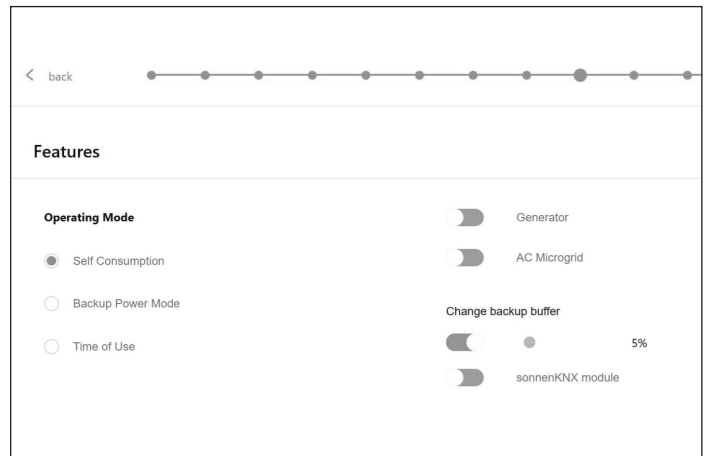 back
Features
Operating Mode
Self Consumption
Backup Power Mode
Time of Use
Generator
AC Microgrid
Change backup buffer
5%
sonnenKNX module